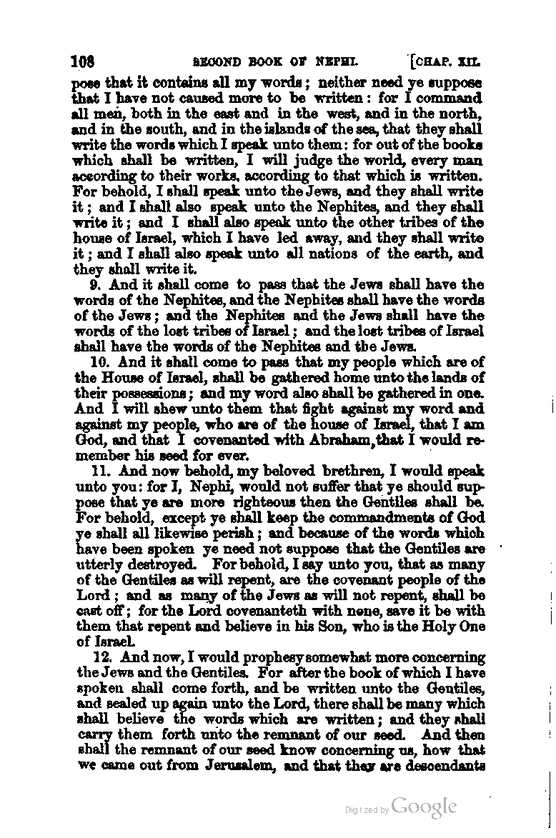 108 SECOND BOOK OF NEPHI. [CHAP. XII.
pose that it contains all my words; neither need ye suppose
that I have not caused more to be written: for I command
all men, both in the east and in the west, and in the north,
and in the south, and in the islands of the sea, that they shall
write the words which I speak unto them: for out of the books
which shall be written, I will judge the world, every man
according to their works, according to that which is written.
For behold, I shall speak unto the Jews, and they shall write
it; and I shall also speak unto the Nephites, and they shall
write it; and I shall also speak unto the other tribes of the
house of Israel, which I have led away, and they shall write
it; and I shall also speak unto all nations of the earth, and
they shall write it.
9. And it shall come to pass that the Jews shall have the
words of the Nephites, and the Nephites shall have the words
of the Jews; and the Nephites and the Jews shall have the
words of the lost tribes of Israel; and the lost tribes of Israel
shall have the words of the Nephites and the Jews.
10. And it shall come to pass that my people which are of
the House of Israel, shall be gathered home unto the lands of
their possessions; and my word also shall be gathered in one.
And I will shew unto them that fight against my word and
against my people, who are of the house of Israel, that I am
God, and that I covenanted with Abraham, that I would re-
member his seed for ever.
11. And now behold, my beloved brethren, I would speak
unto you: for I, Nephi, would not suffer that ye should sup-
pose that ye are more righteous then the Gentiles shall be.
For behold, except ye shall keep the commandments of God
ye shall all likewise perish; and because of the words which
have been spoken ye need not suppose that the Gentiles are
utterly destroyed. For behold, I say unto you, that as many
of the Gentiles as will repent, are the covenant people of the
Lord; and as many of the Jews as will not repent, shall be
cast off; for the Lord covenanteth with none, save it be with
them that repent and believe in his Son, who is the Holy One
of Israel.
12. And now, I would prophesy somewhat more concerning
the Jews and the Gentiles. For after the book of which I have
spoken shall come forth, and be written unto the Gentiles,
and sealed up again unto the Lord, there shall be many which
shall believe the words which are written; and they shall
carry them forth unto the remnant of our seed. And then
shall the remnant of our seed know concerning us, how that
we came out from Jerusalem, and that they are descendants
Digitized by Google